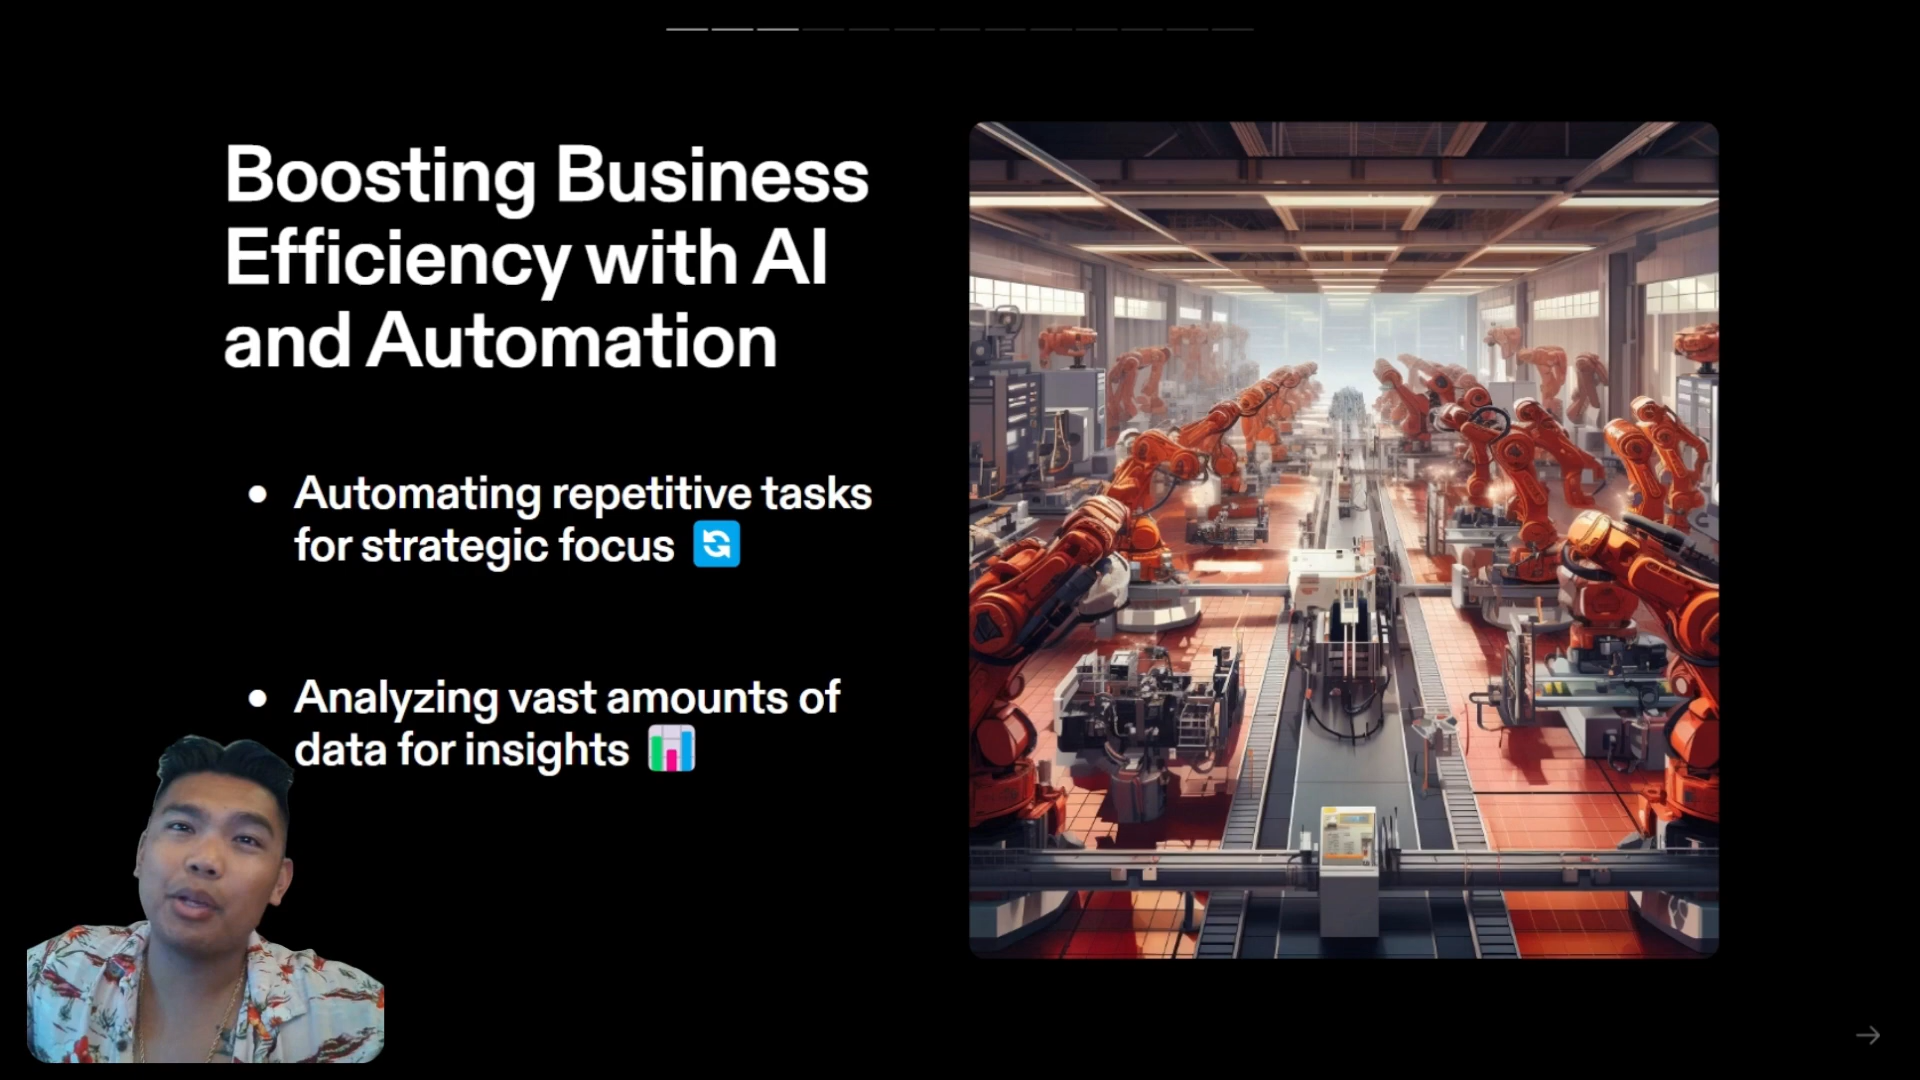 Boosting Business
Efficiency with AI
and Automation
• Automating repetitive tasks
for strategic focus 🔄
• Analyzing vast amounts of
data for insights 📊